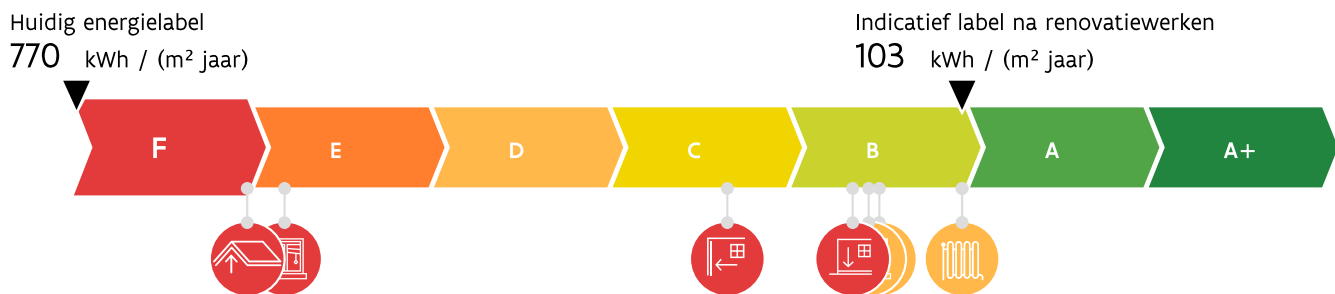 Huidig energielabel
770 kWh / (m² jaar)
Indicatief label na renovatiewerken
103 kWh / (m² jaar)
F E D C B A A+